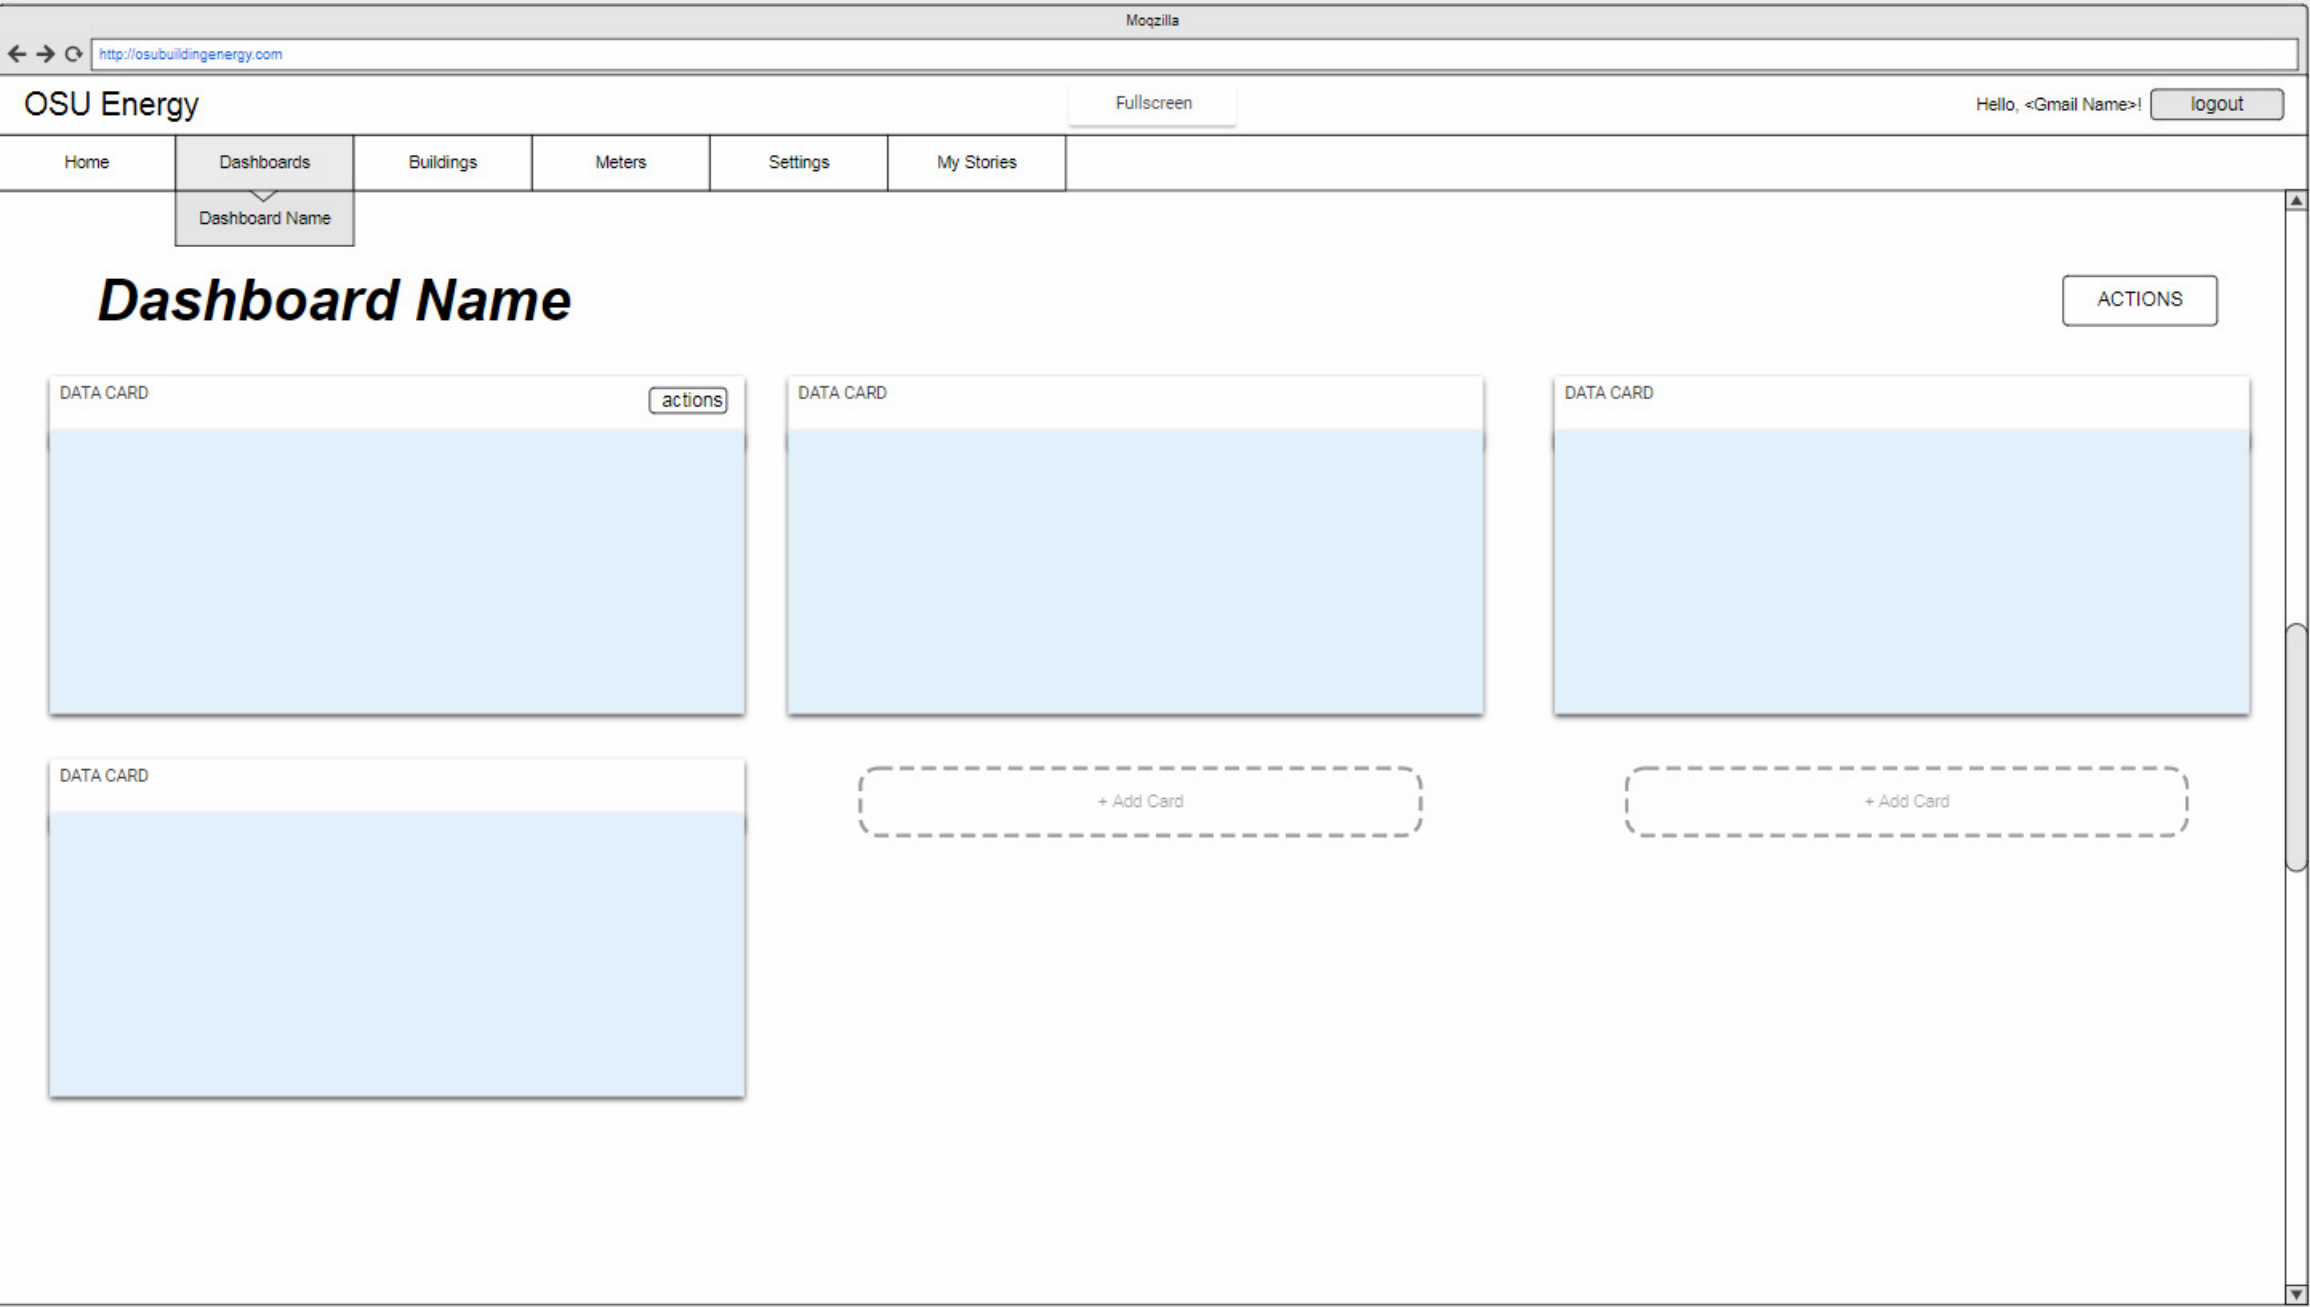 Moqzilla
http://osubuildingenergy.com
OSU Energy
Fullscreen
Hello, <Gmail Name>!
logout
Home
Dashboards
Buildings
Meters
Settings
My Stories
Dashboard Name
Dashboard Name
ACTIONS
DATA CARD
actions
DATA CARD
DATA CARD
DATA CARD
+ Add Card
+ Add Card